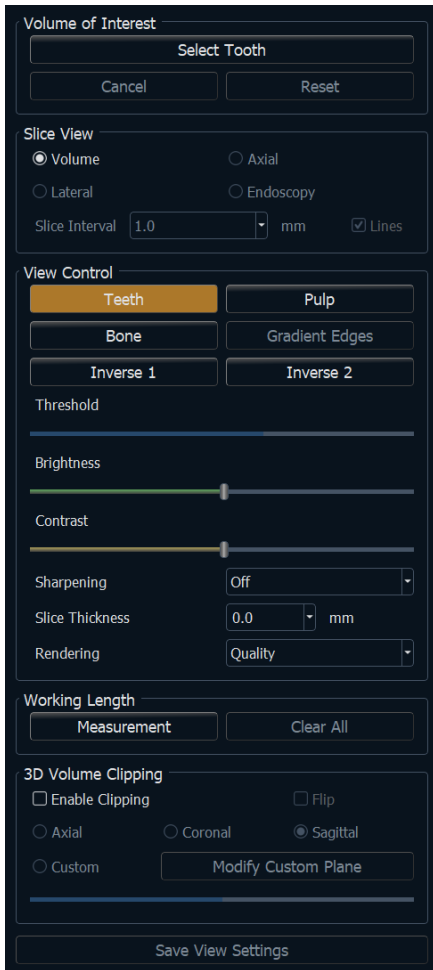 Volume of Interest
Select Tooth
Cancel Reset
Slice View
Volume Axial
Lateral Endoscopy
Slice Interval 1.0 mm Lines
View Control
Teeth Pulp
Bone Gradient Edges
Inverse 1 Inverse 2
Threshold
Brightness
Contrast
Sharpening Off
Slice Thickness 0.0 mm
Rendering Quality
Working Length
Measurement Clear All
3D Volume Clipping
Enable Clipping Flip
Axial Coronal Sagittal
Custom Modify Custom Plane
Save View Settings